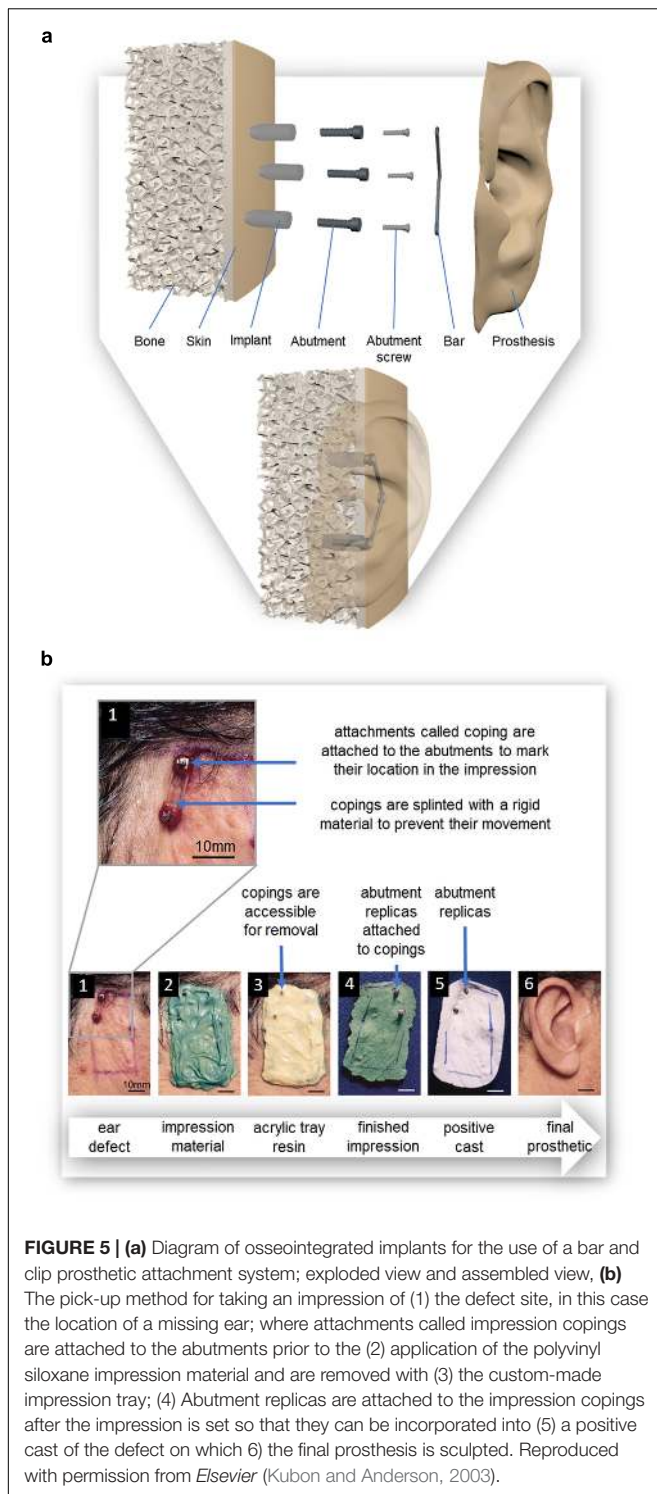 a
Bone Skin Implant Abutment Abutment screw Bar Prosthesis
b
1
attachments called coping are
attached to the abutments to mark
their location in the impression
copings are splinted with a rigid
material to prevent their movement
10mm
copings are
accessible
for removal
abutment
replicas
attached
to copings
abutment
replicas
1 2 3 4 5 6
10mm
ear
defect
impression
material
acrylic tray
resin
finished
impression
positive
cast
final
prosthetic
FIGURE 5 | (a) Diagram of osseointegrated implants for the use of a bar and
clip prosthetic attachment system; exploded view and assembled view, (b)
The pick-up method for taking an impression of (1) the defect site, in this case
the location of a missing ear; where attachments called impression copings
are attached to the abutments prior to the (2) application of the polyvinyl
siloxane impression material and are removed with (3) the custom-made
impression tray; (4) Abutment replicas are attached to the impression copings
after the impression is set so that they can be incorporated into (5) a positive
cast of the defect on which 6) the final prosthesis is sculpted. Reproduced
with permission from Elsevier (Kubon and Anderson, 2003).